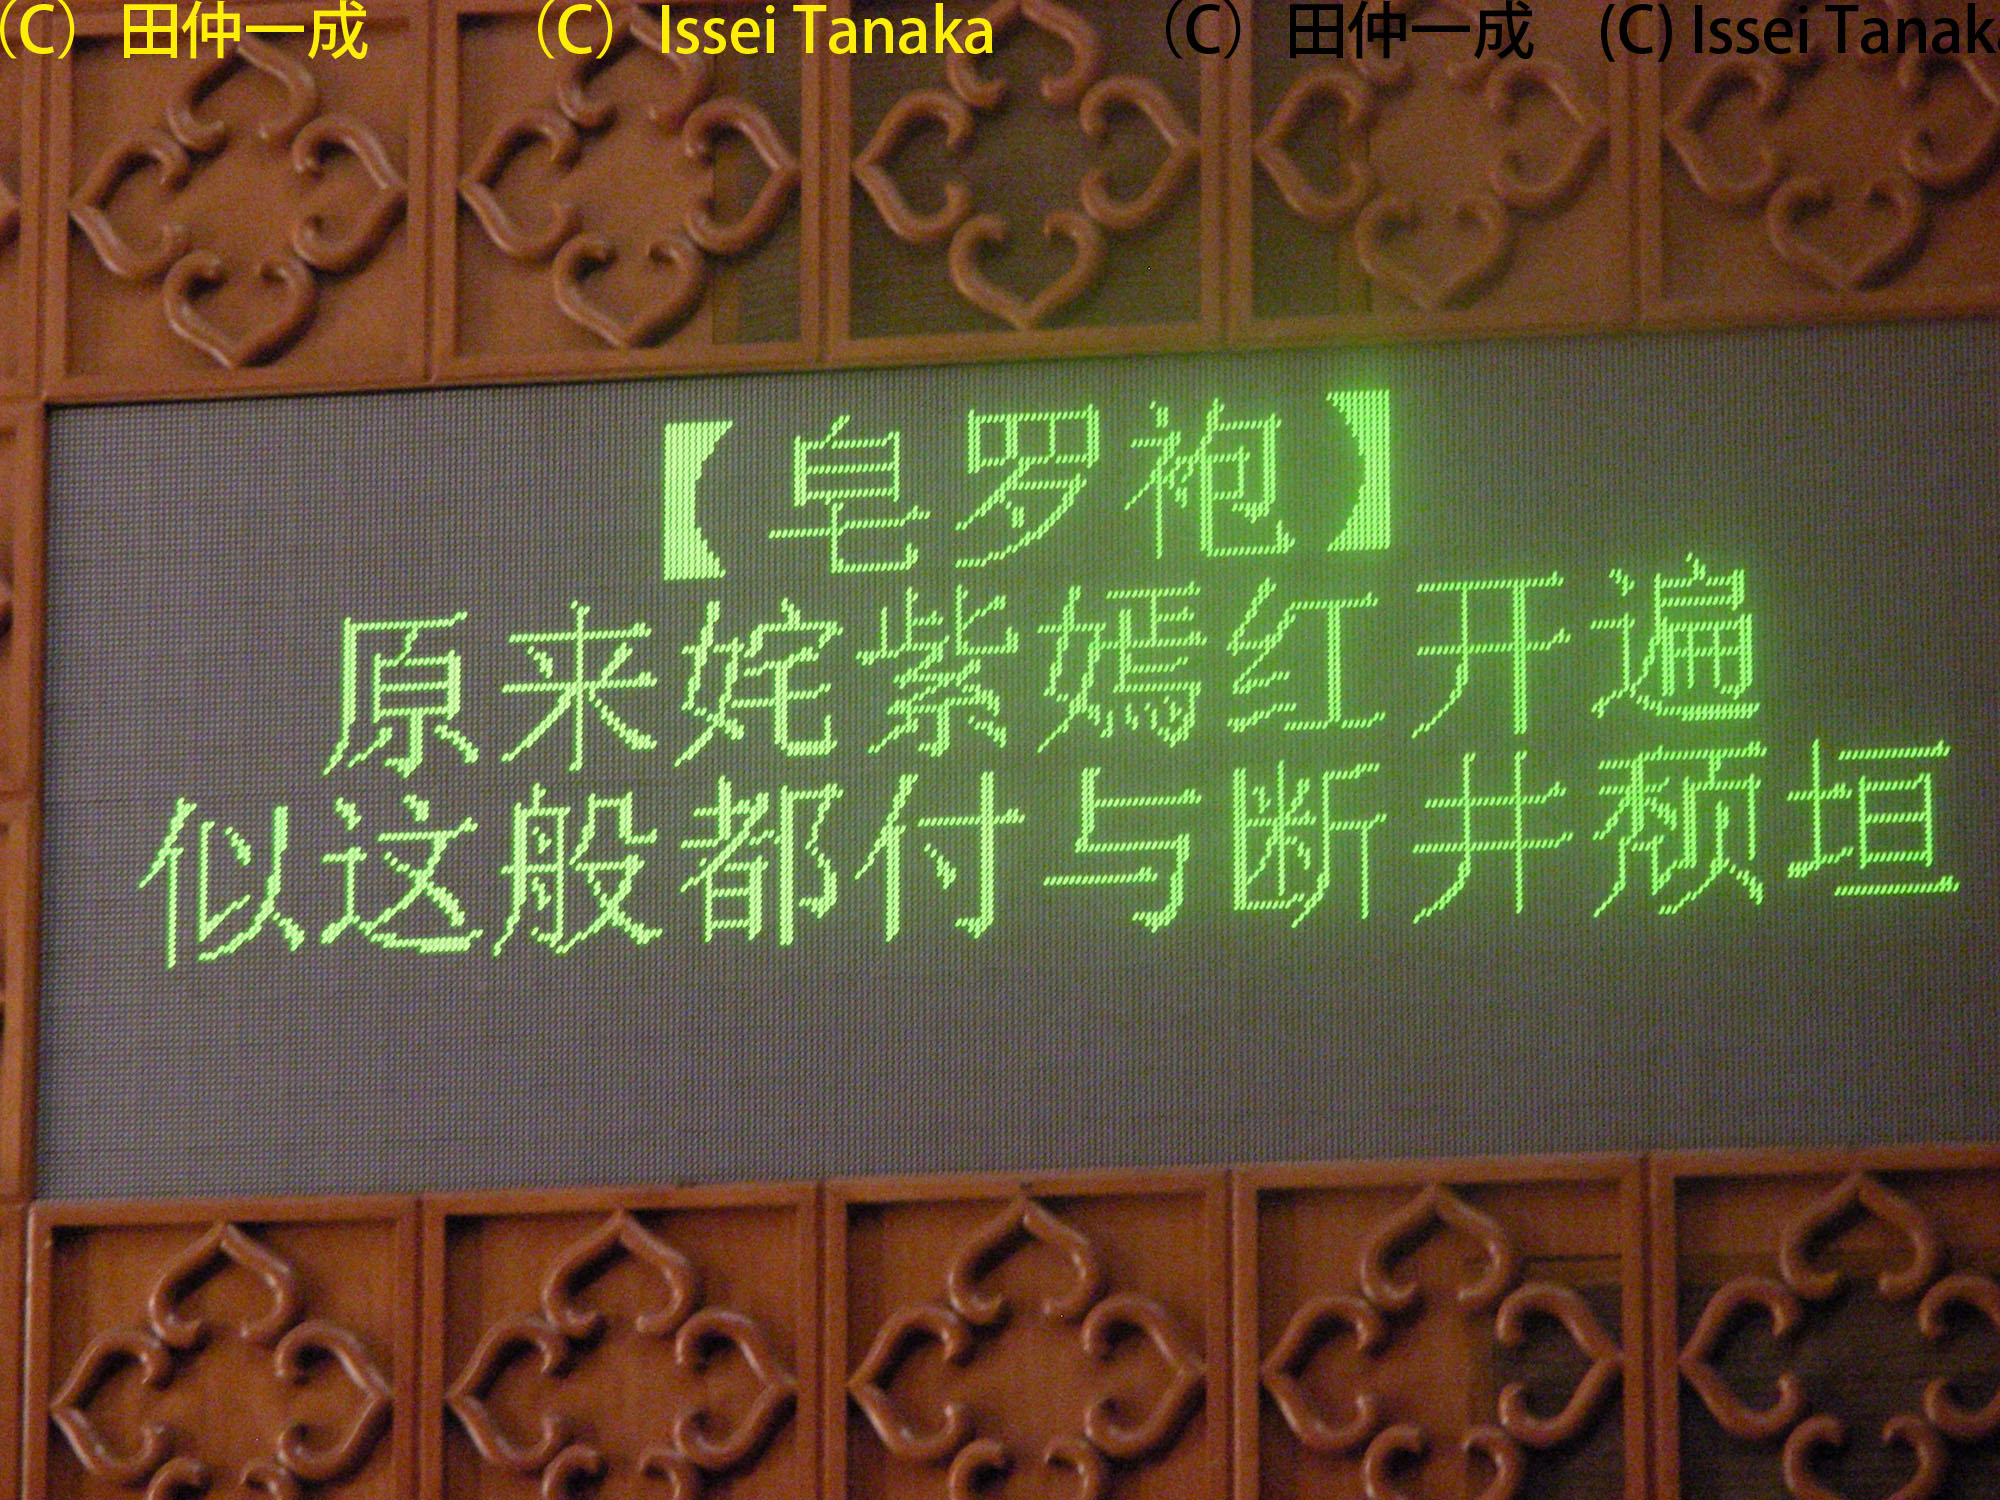 (C) 田仲一成 (C) Issei Tanaka (C) 田仲一成 (C) Issei Tanaka
【皂罗袍】
原来姹紫嫣红开遍
似这般都付与断井颓垣